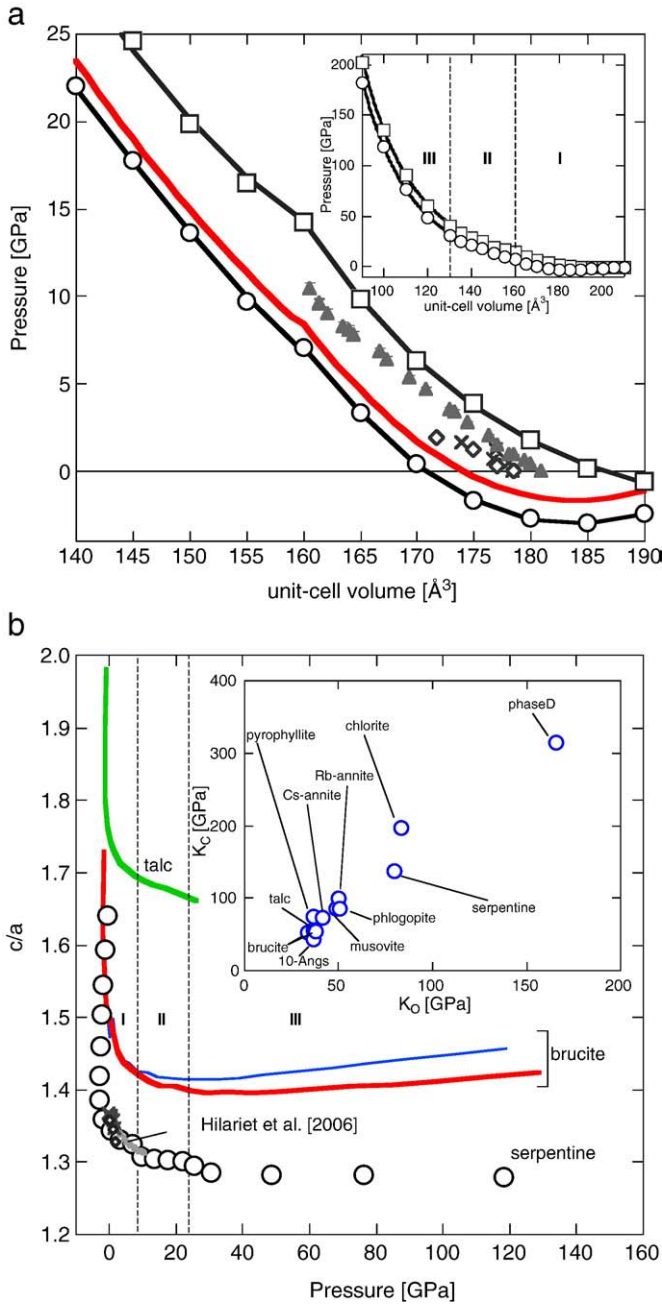 a
25
20
15
10
5
0
Pressure [GPa]
140 145 150 155 160 165 170 175 180 185 190
unit-cell volume [Å³]
200
150
100
50
0
Pressure [GPa]
III II I
100 120 140 160 180 200
unit-cell volume [Å³]
b
2.0
1.9
1.8
1.7
1.6
1.5
1.4
1.3
1.2
c/a
talc
I II III
brucite
Hilariet et al. [2006]
serpentine
0 20 40 60 80 100 120 140 160
Pressure [GPa]
400
300
200
100
0
K_C [GPa]
phaseD
chlorite
pyrophyllite
Rb-annite
Cs-annite
talc
serpentine
phlogopite
brucite
musovite
10-Angs
0 50 100 150 200
K_O [GPa]